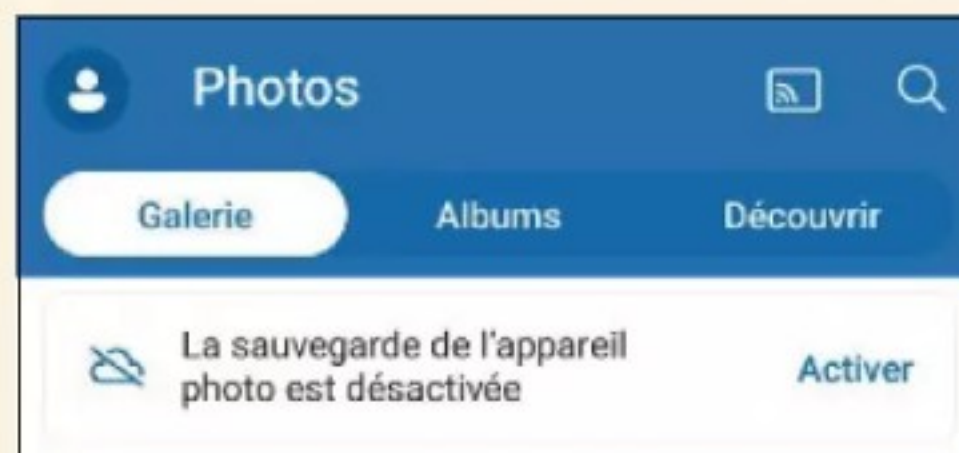 Photos
Galerie Albums Découvrir
La sauvegarde de l'appareil
photo est désactivée
Activer